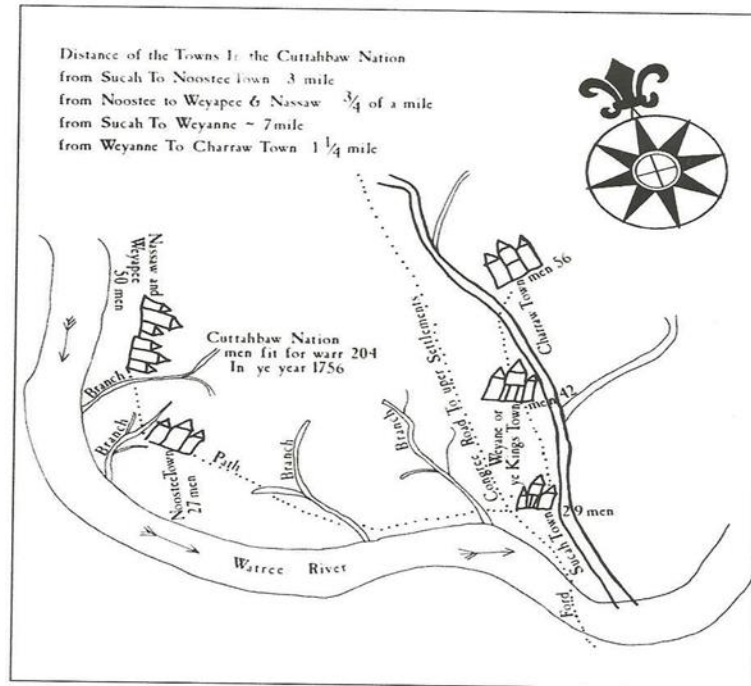 Distance of the Towns In the Cuttahbaw Nation
from Sucah To Noostee Town 3 mile
from Noostee to Weyapee & Nassaw 3/4 of a mile
from Sucah To Weyanne ~ 7 mile
from Weyanne To Charraw Town 1 1/4 mile
Nassaw and
Weyapee
50 men
Cuttahbaw Nation
men fit for warr 204
In ye year 1756
Branch
Branch
Noostee Town
27 men
Path
Branch
Branch
Congree Road To uper Settlements
Charraw Town
men 56
Weyane or
ye Kings Town
men 42
Sucah Town
29 men
Watree River
Ford